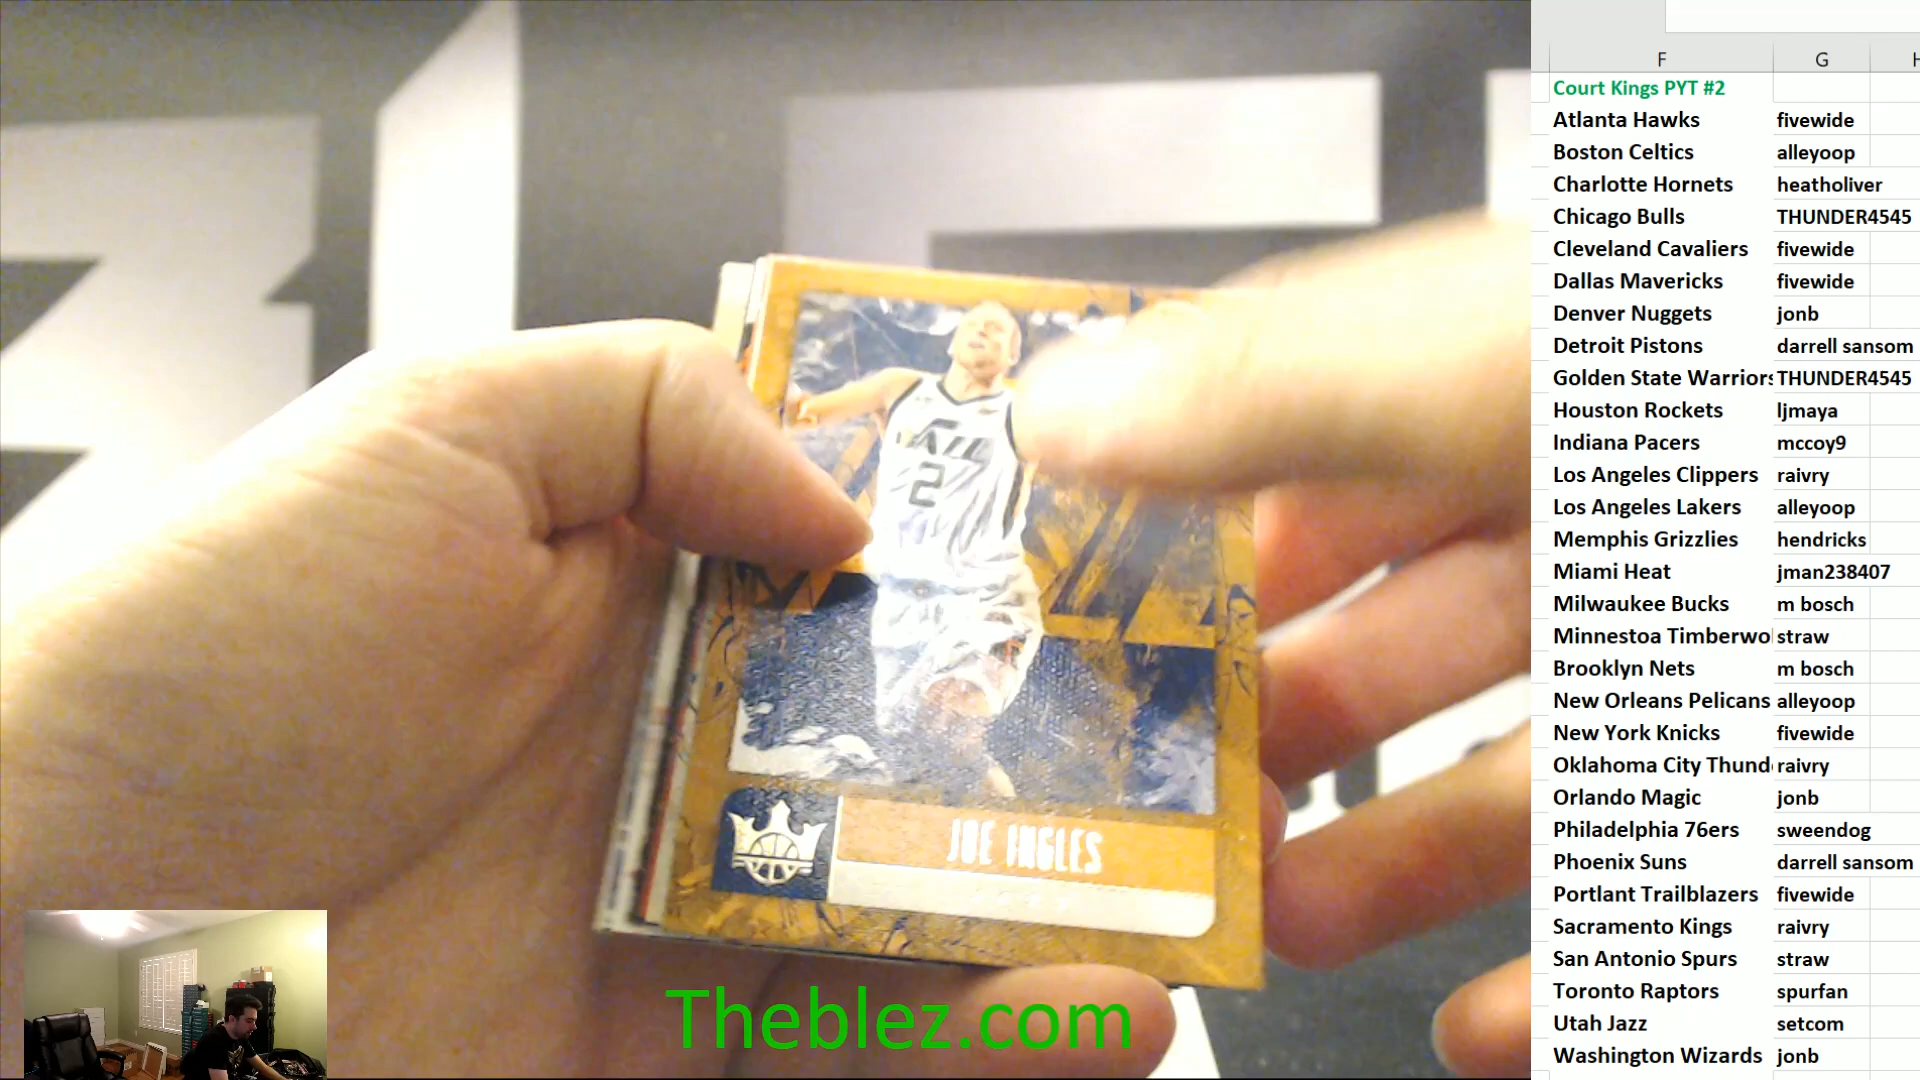 F G H
Court Kings PYT #2
Atlanta Hawks fivewide
Boston Celtics alleyoop
Charlotte Hornets heatholiver
Chicago Bulls THUNDER4545
Cleveland Cavaliers fivewide
Dallas Mavericks fivewide
Denver Nuggets jonb
Detroit Pistons darrell sansom
Golden State Warriors THUNDER4545
Houston Rockets ljmaya
Indiana Pacers mccoy9
Los Angeles Clippers raivry
Los Angeles Lakers alleyoop
Memphis Grizzlies hendricks
Miami Heat jman238407
Milwaukee Bucks m bosch
Minnestoa Timberwol straw
Brooklyn Nets m bosch
New Orleans Pelicans alleyoop
New York Knicks fivewide
Oklahoma City Thund raivry
Orlando Magic jonb
Philadelphia 76ers sweendog
Phoenix Suns darrell sansom
Portlant Trailblazers fivewide
Sacramento Kings raivry
San Antonio Spurs straw
Toronto Raptors spurfan
Utah Jazz setcom
Washington Wizards jonb
2
JOE INGLES
Theblez.com